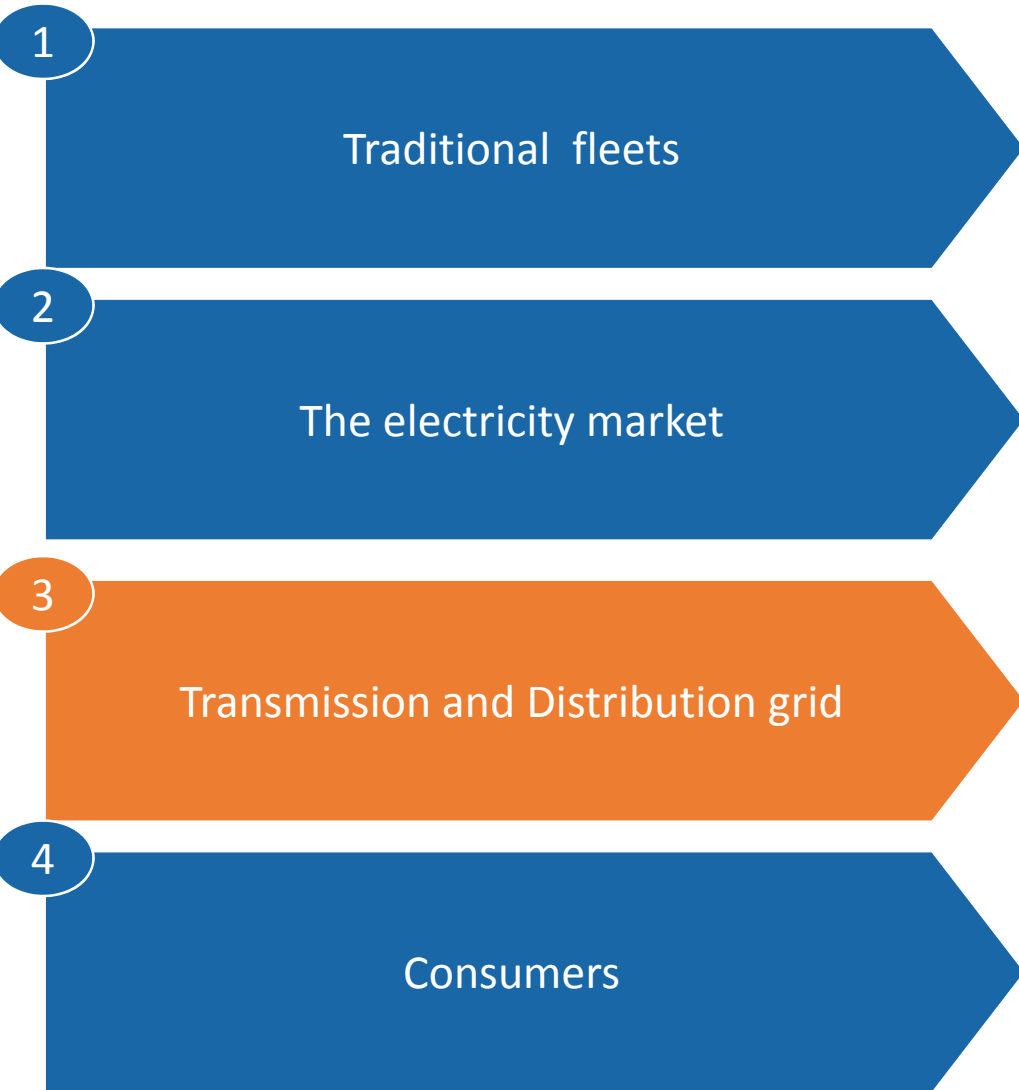 1
Traditional  fleets
2
The electricity market
3
Transmission and Distribution grid
4
Consumers